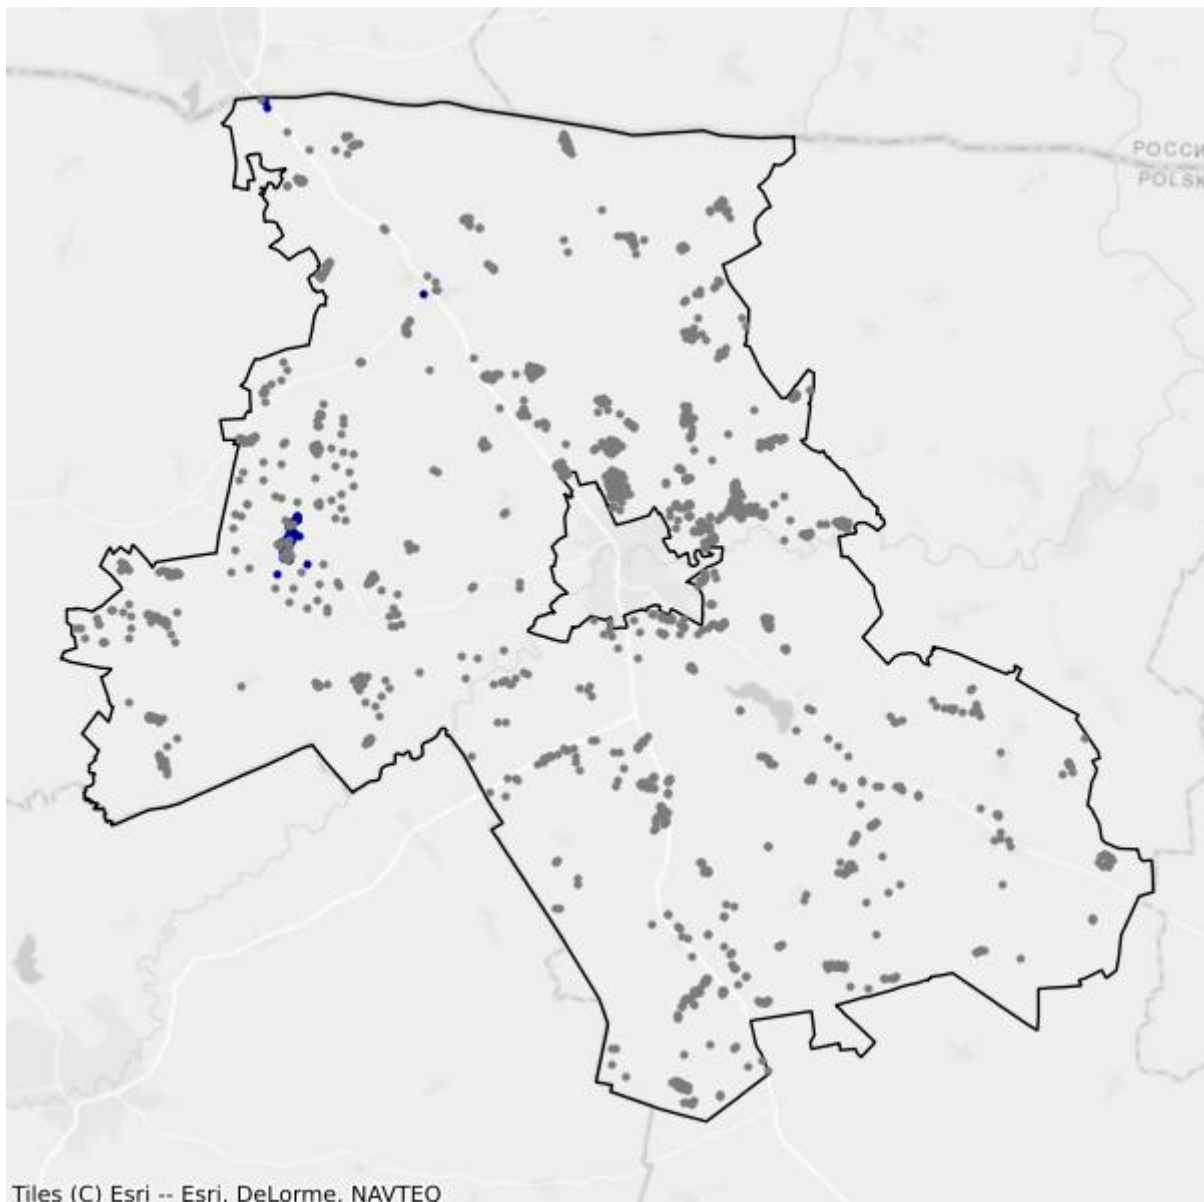 РОССИ
POLSK
Tiles (C) Esri -- Esri, DeLorme, NAVTEQ